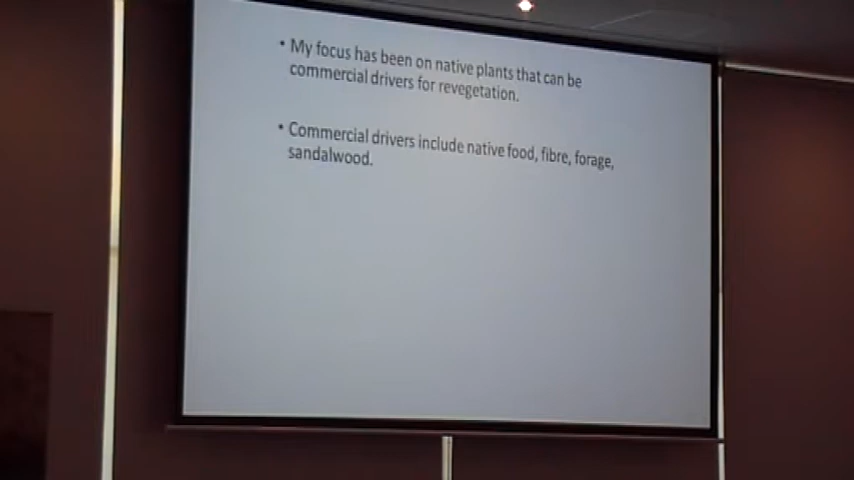 • My focus has been on native plants that can be
commercial drivers for revegetation.
• Commercial drivers include native food, fibre, forage,
sandalwood.